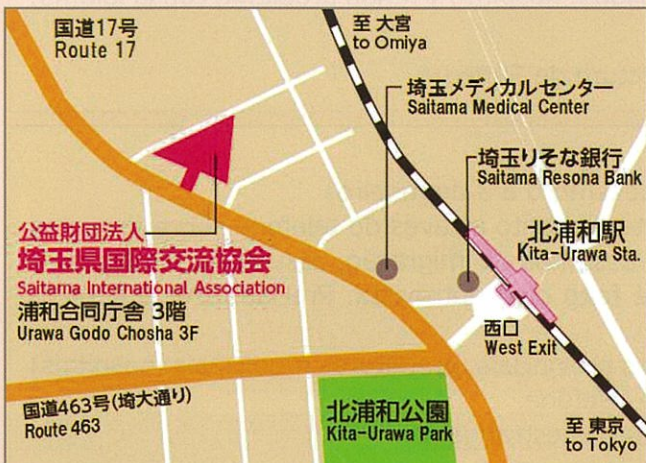 国道17号
Route 17
至 大宮
to Omiya
埼玉メディカルセンター
Saitama Medical Center
埼玉りそな銀行
Saitama Resona Bank
北浦和駅
Kita-Urawa Sta.
公益財団法人
埼玉県国際交流協会
Saitama International Association
浦和合同庁舎 3階
Urawa Godo Chosha 3F
西口
West Exit
国道463号(埼大通り)
Route 463
北浦和公園
Kita-Urawa Park
至 東京
to Tokyo